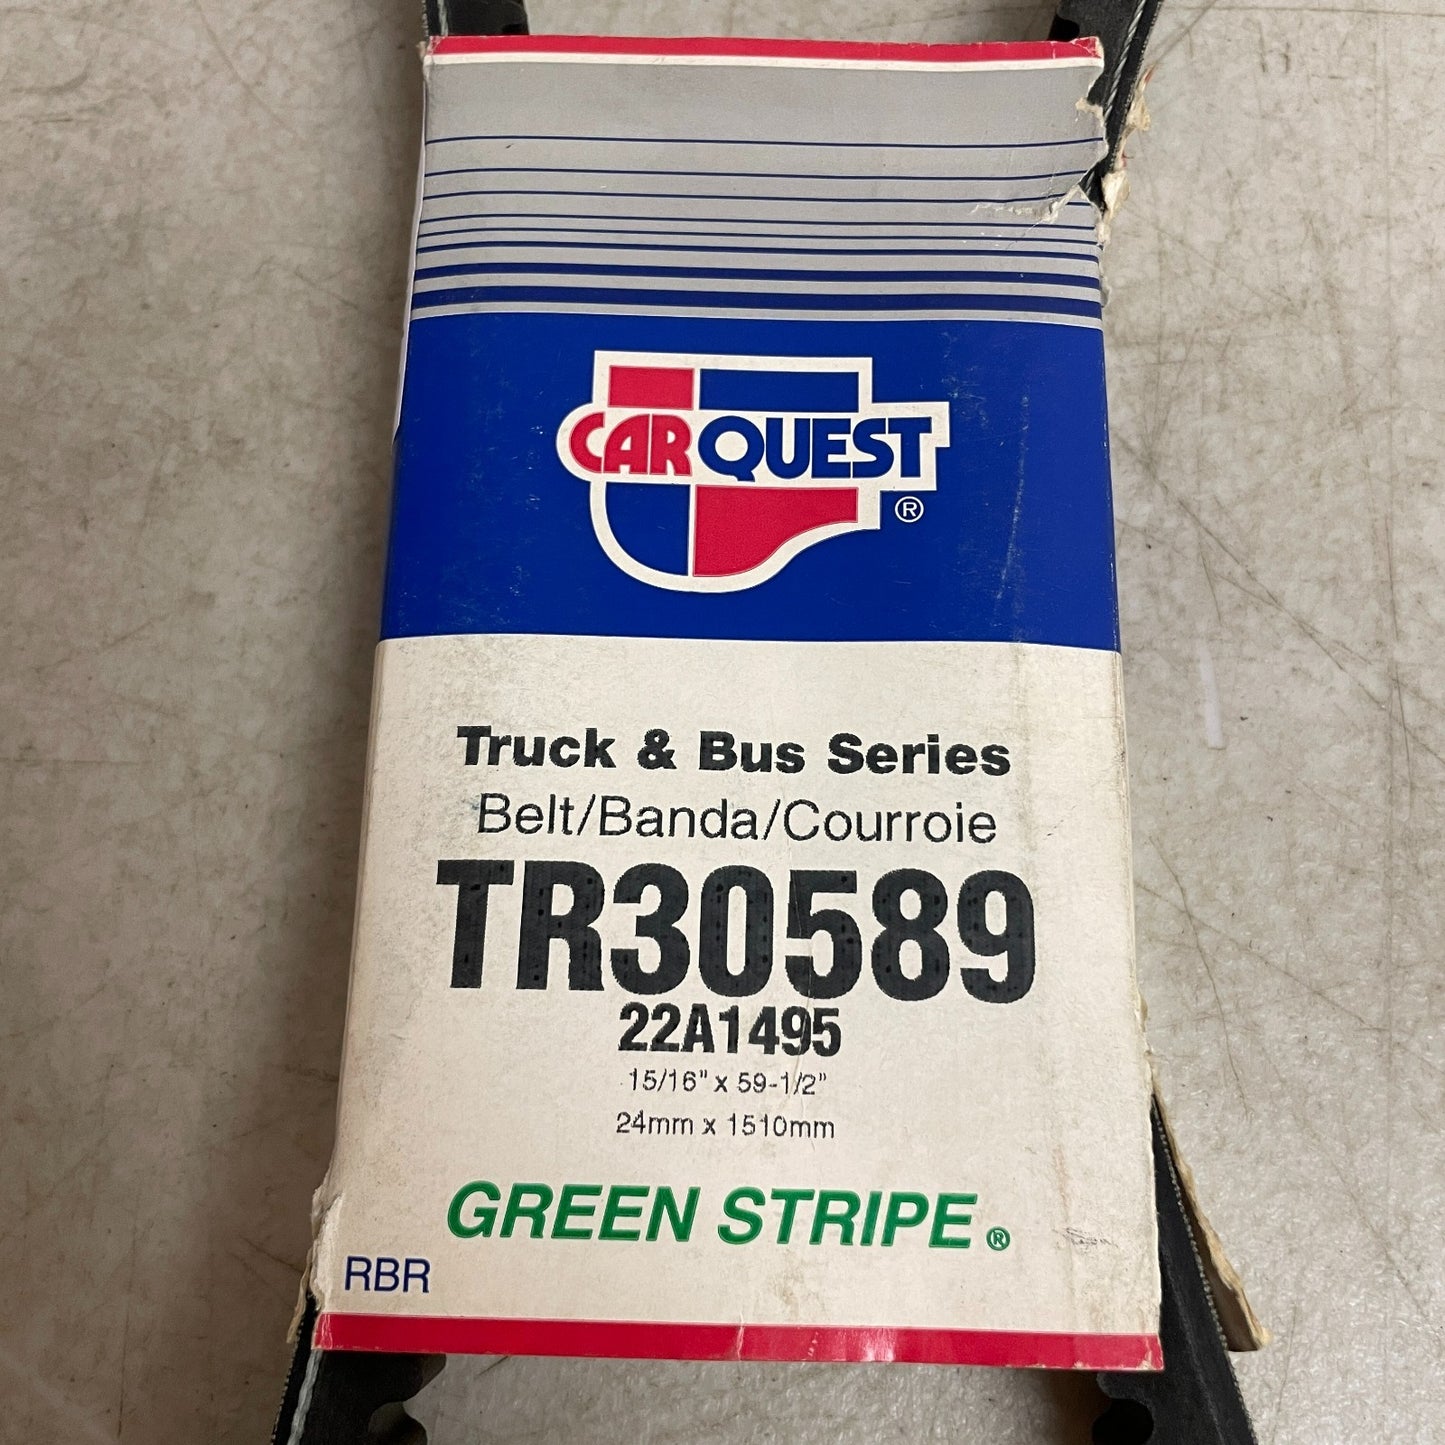 CARQUEST ®
Truck & Bus Series
Belt/Banda/Courroie
TR30589
22A1495
15/16" x 59-1/2"
24mm x 1510mm
GREEN STRIPE®
RBR